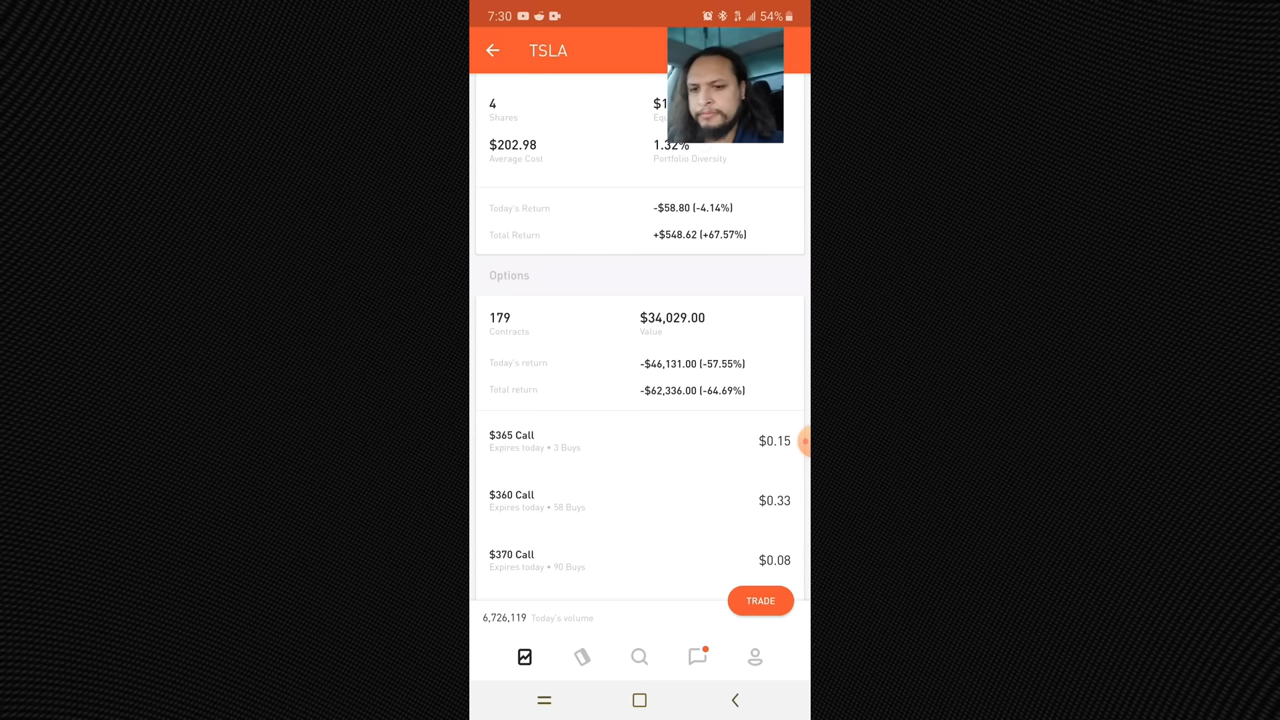 7:30 54%
TSLA
4 $1
Shares Equ
$202.98 1.32%
Average Cost Portfolio Diversity
Today's Return -$58.80 (-4.14%)
Total Return +$548.62 (+67.57%)
Options
179 $34,029.00
Contracts Value
Today's return -$46,131.00 (-57.55%)
Total return -$62,336.00 (-64.69%)
$365 Call $0.15
Expires today • 3 Buys
$360 Call $0.33
Expires today • 58 Buys
$370 Call $0.08
Expires today • 90 Buys
TRADE
6,726,119 Today's volume